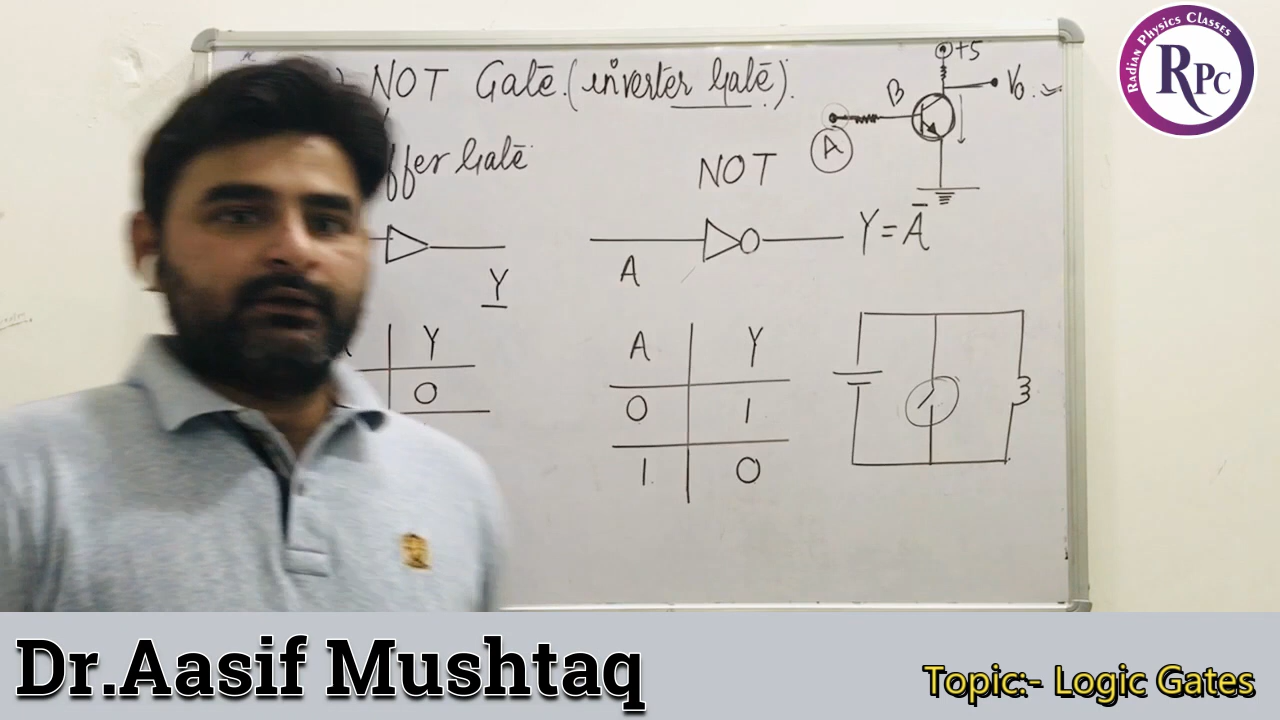 NOT Gate (inverter Gate).
+5
B
V0
A
ffer Gate
NOT
Y = Ā
Y
A
Y
A Y
0
0 1
1 0
Radian Physics Classes
RPC
Dr.Aasif Mushtaq
Topic:- Logic Gates